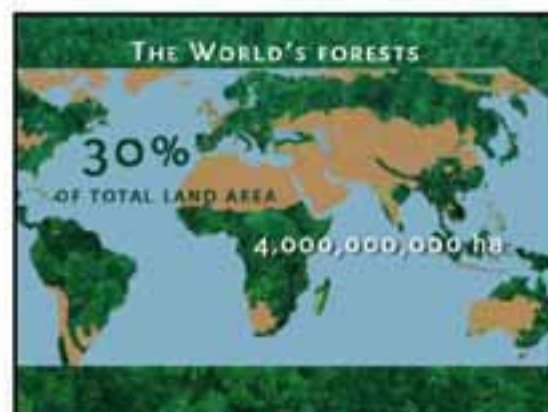 THE WORLD'S FORESTS
30%
OF TOTAL LAND AREA
4,000,000,000 ha